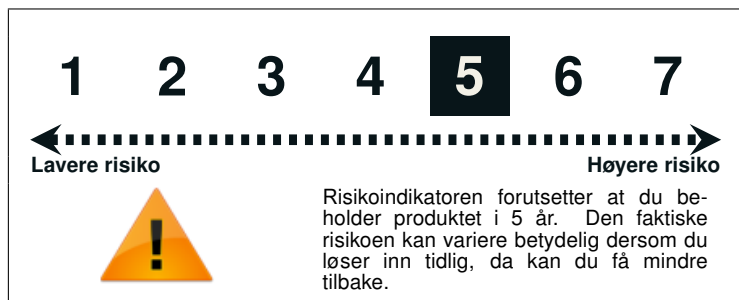 1 2 3 4 5 6 7
Lavere risiko Høyere risiko
!
Risikoindikatoren forutsetter at du be-
holder produktet i 5 år. Den faktiske
risikoen kan variere betydelig dersom du
løser inn tidlig, da kan du få mindre
tilbake.